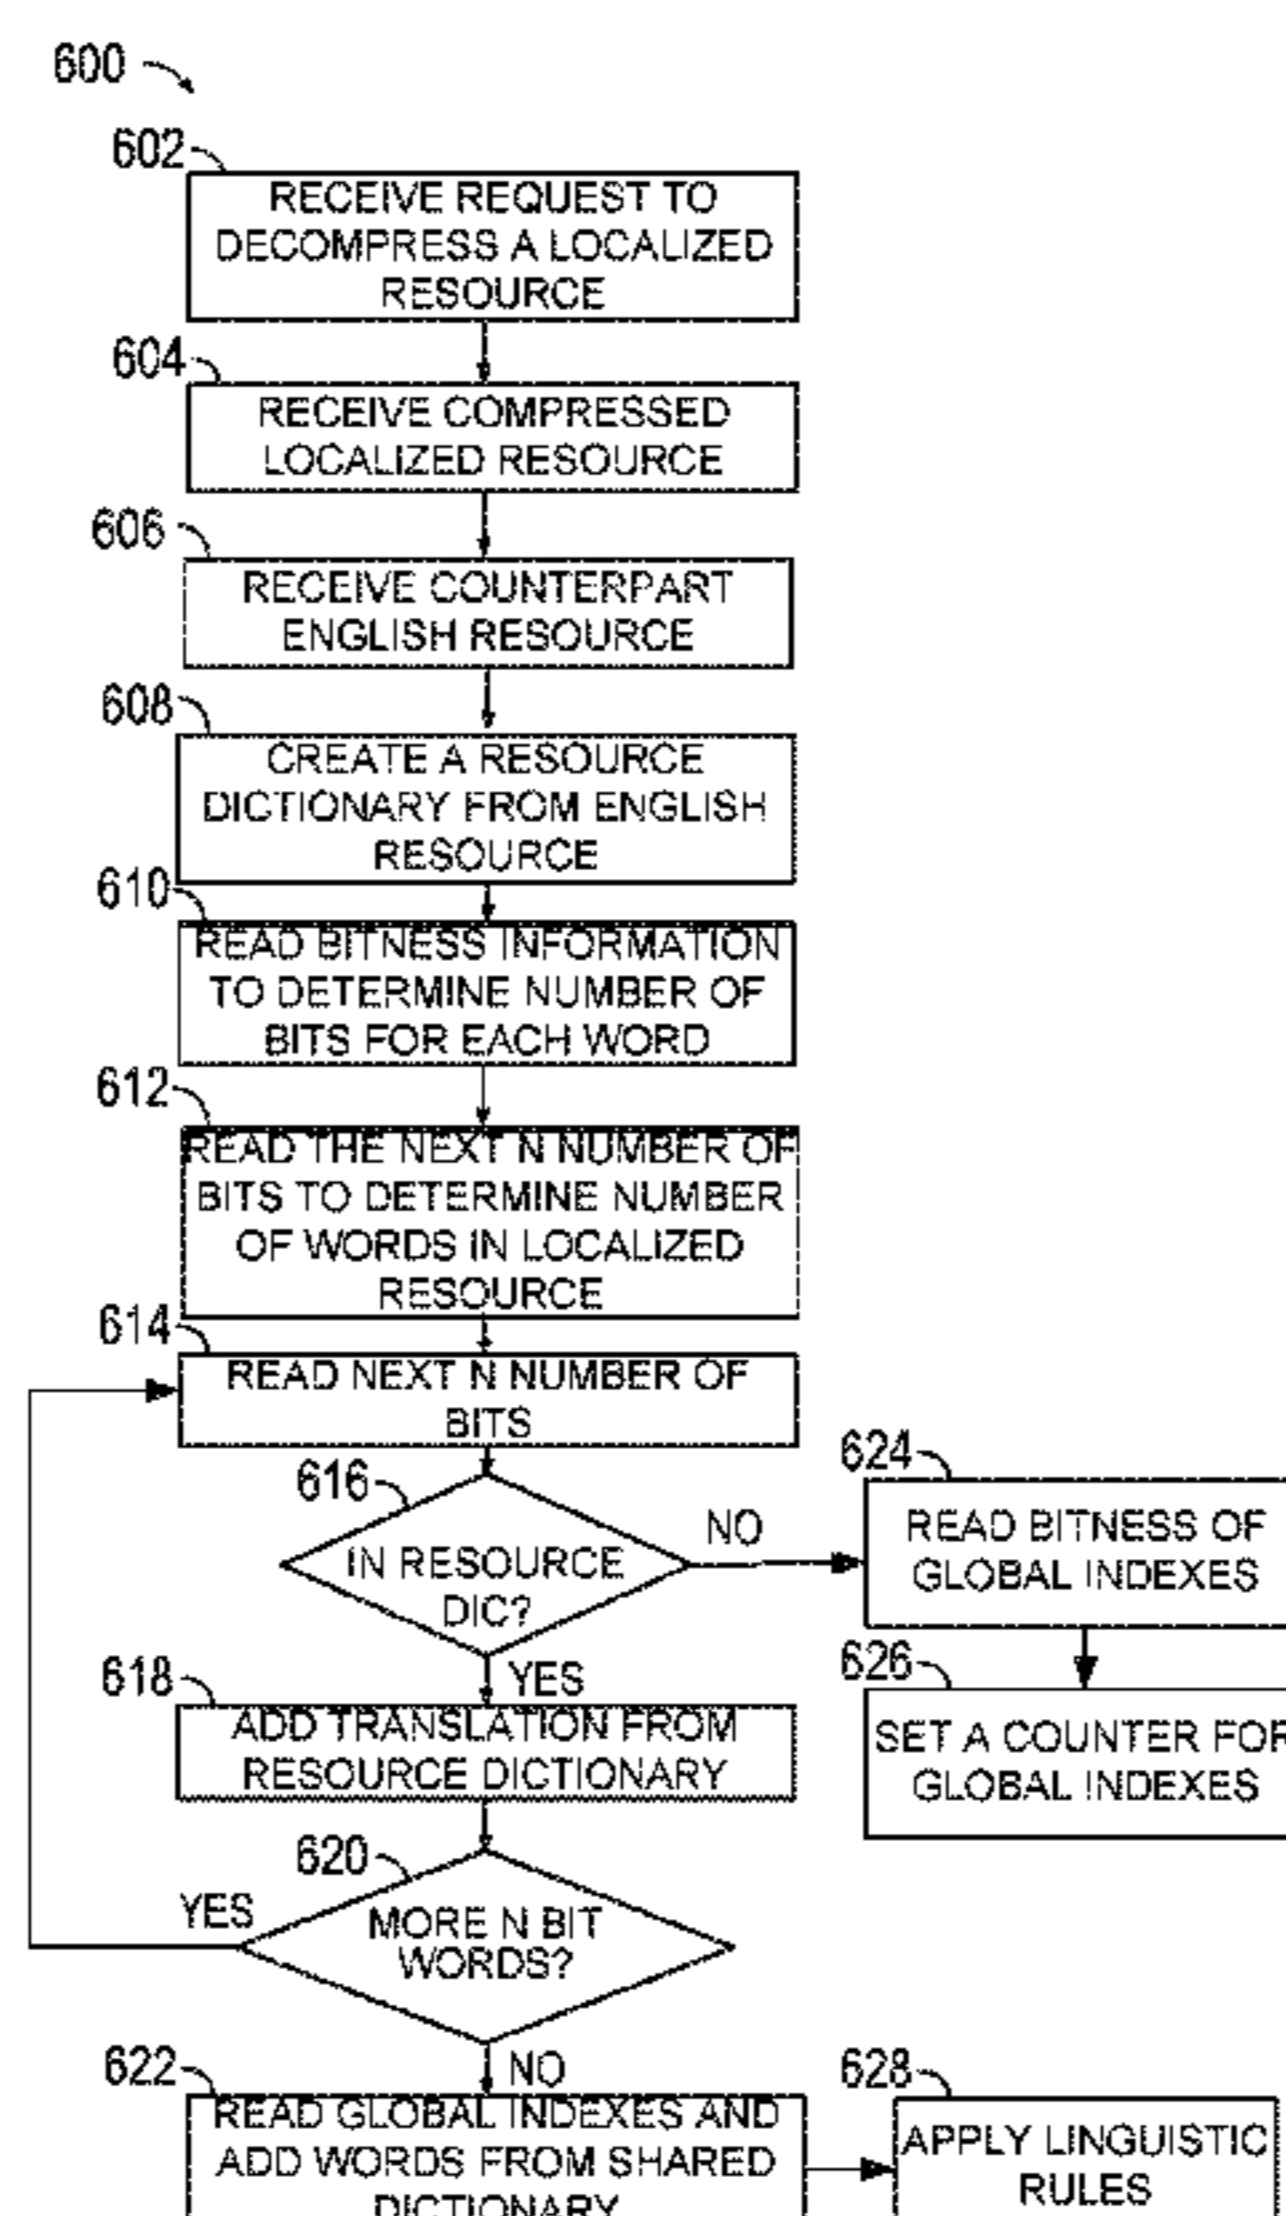 600
602
RECEIVE REQUEST TO
DECOMPRESS A LOCALIZED
RESOURCE
604
RECEIVE COMPRESSED
LOCALIZED RESOURCE
606
RECEIVE COUNTERPART
ENGLISH RESOURCE
608
CREATE A RESOURCE
DICTIONARY FROM ENGLISH
RESOURCE
610
READ BITNESS INFORMATION
TO DETERMINE NUMBER OF
BITS FOR EACH WORD
612
READ THE NEXT N NUMBER OF
BITS TO DETERMINE NUMBER
OF WORDS IN LOCALIZED
RESOURCE
614
READ NEXT N NUMBER OF
BITS
616
IN RESOURCE
DIC?
NO
624
READ BITNESS OF
GLOBAL INDEXES
626
SET A COUNTER FOR
GLOBAL INDEXES
YES
618
ADD TRANSLATION FROM
RESOURCE DICTIONARY
620
YES
MORE N BIT
WORDS?
NO
622
READ GLOBAL INDEXES AND
ADD WORDS FROM SHARED
DICTIONARY
628
APPLY LINGUISTIC
RULES